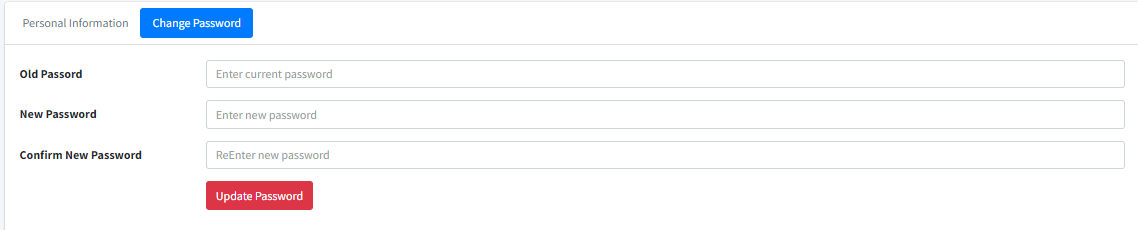 Personal Information Change Password
Old Passord Enter current password
New Password Enter new password
Confirm New Password ReEnter new password
Update Password